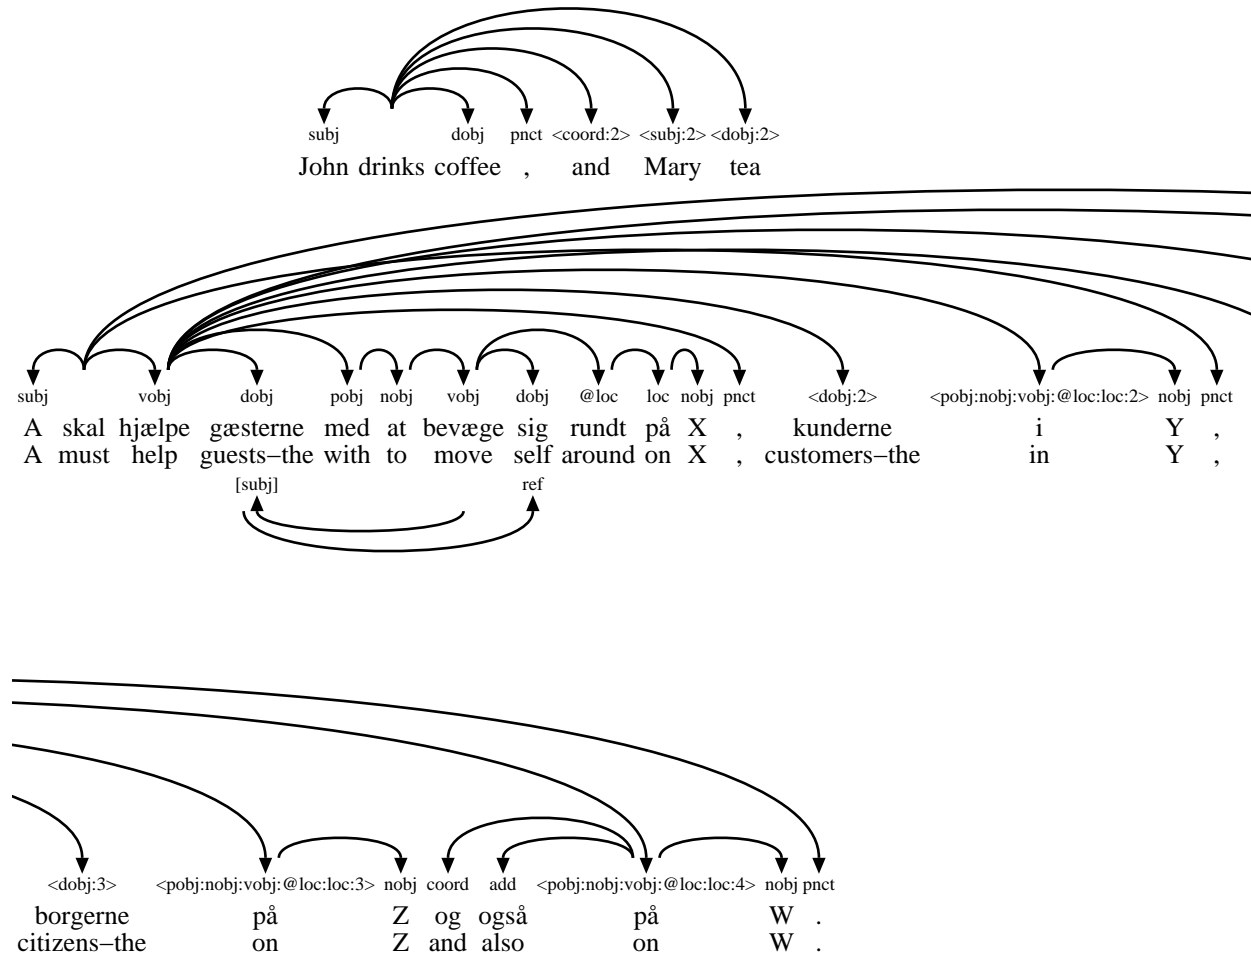 subj dobj pnct <coord:2> <subj:2> <dobj:2>
John drinks coffee , and Mary tea
subj vobj dobj pobj nobj vobj dobj @loc loc nobj pnct <dobj:2> <pobj:nobj:vobj:@loc:loc:2> nobj pnct
A skal hjælpe gæsterne med at bevæge sig rundt på X , kunderne i Y ,
A must help guests−the with to move self around on X , customers−the in Y ,
[subj] ref
<dobj:3> <pobj:nobj:vobj:@loc:loc:3> nobj coord add <pobj:nobj:vobj:@loc:loc:4> nobj pnct
borgerne på Z og også på W .
citizens−the on Z and also on W .